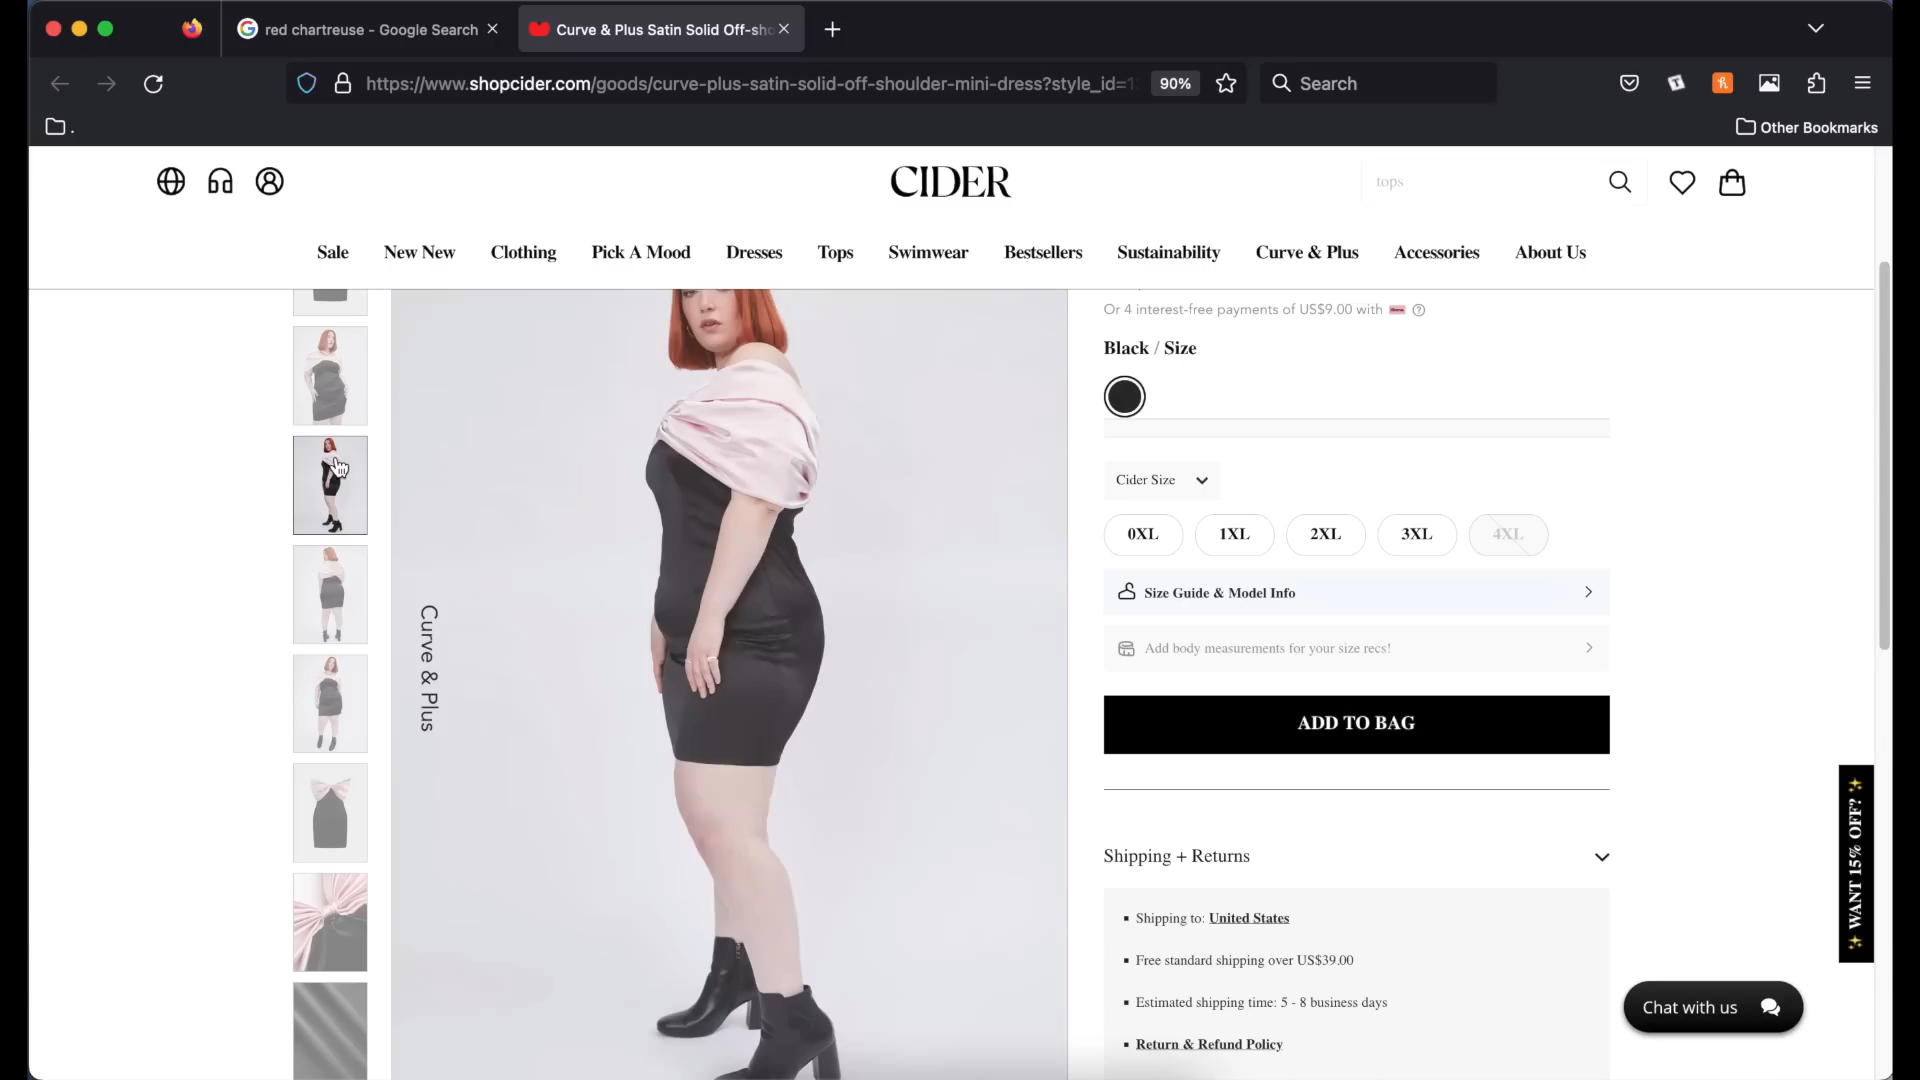 red chartreuse - Google Search
Curve & Plus Satin Solid Off-sho
https://www.shopcider.com/goods/curve-plus-satin-solid-off-shoulder-mini-dress?style_id=1
90%
Search
.
Other Bookmarks
CIDER
tops
Sale New New Clothing Pick A Mood Dresses Tops Swimwear Bestsellers Sustainability Curve & Plus Accessories About Us
Or 4 interest-free payments of US$9.00 with
Black / Size
Cider Size
0XL 1XL 2XL 3XL 4XL
Size Guide & Model Info
Add body measurements for your size recs!
ADD TO BAG
Curve & Plus
Shipping + Returns
▪ Shipping to: United States
▪ Free standard shipping over US$39.00
▪ Estimated shipping time: 5 - 8 business days
▪ Return & Refund Policy
✨ WANT 15% OFF? ✨
Chat with us